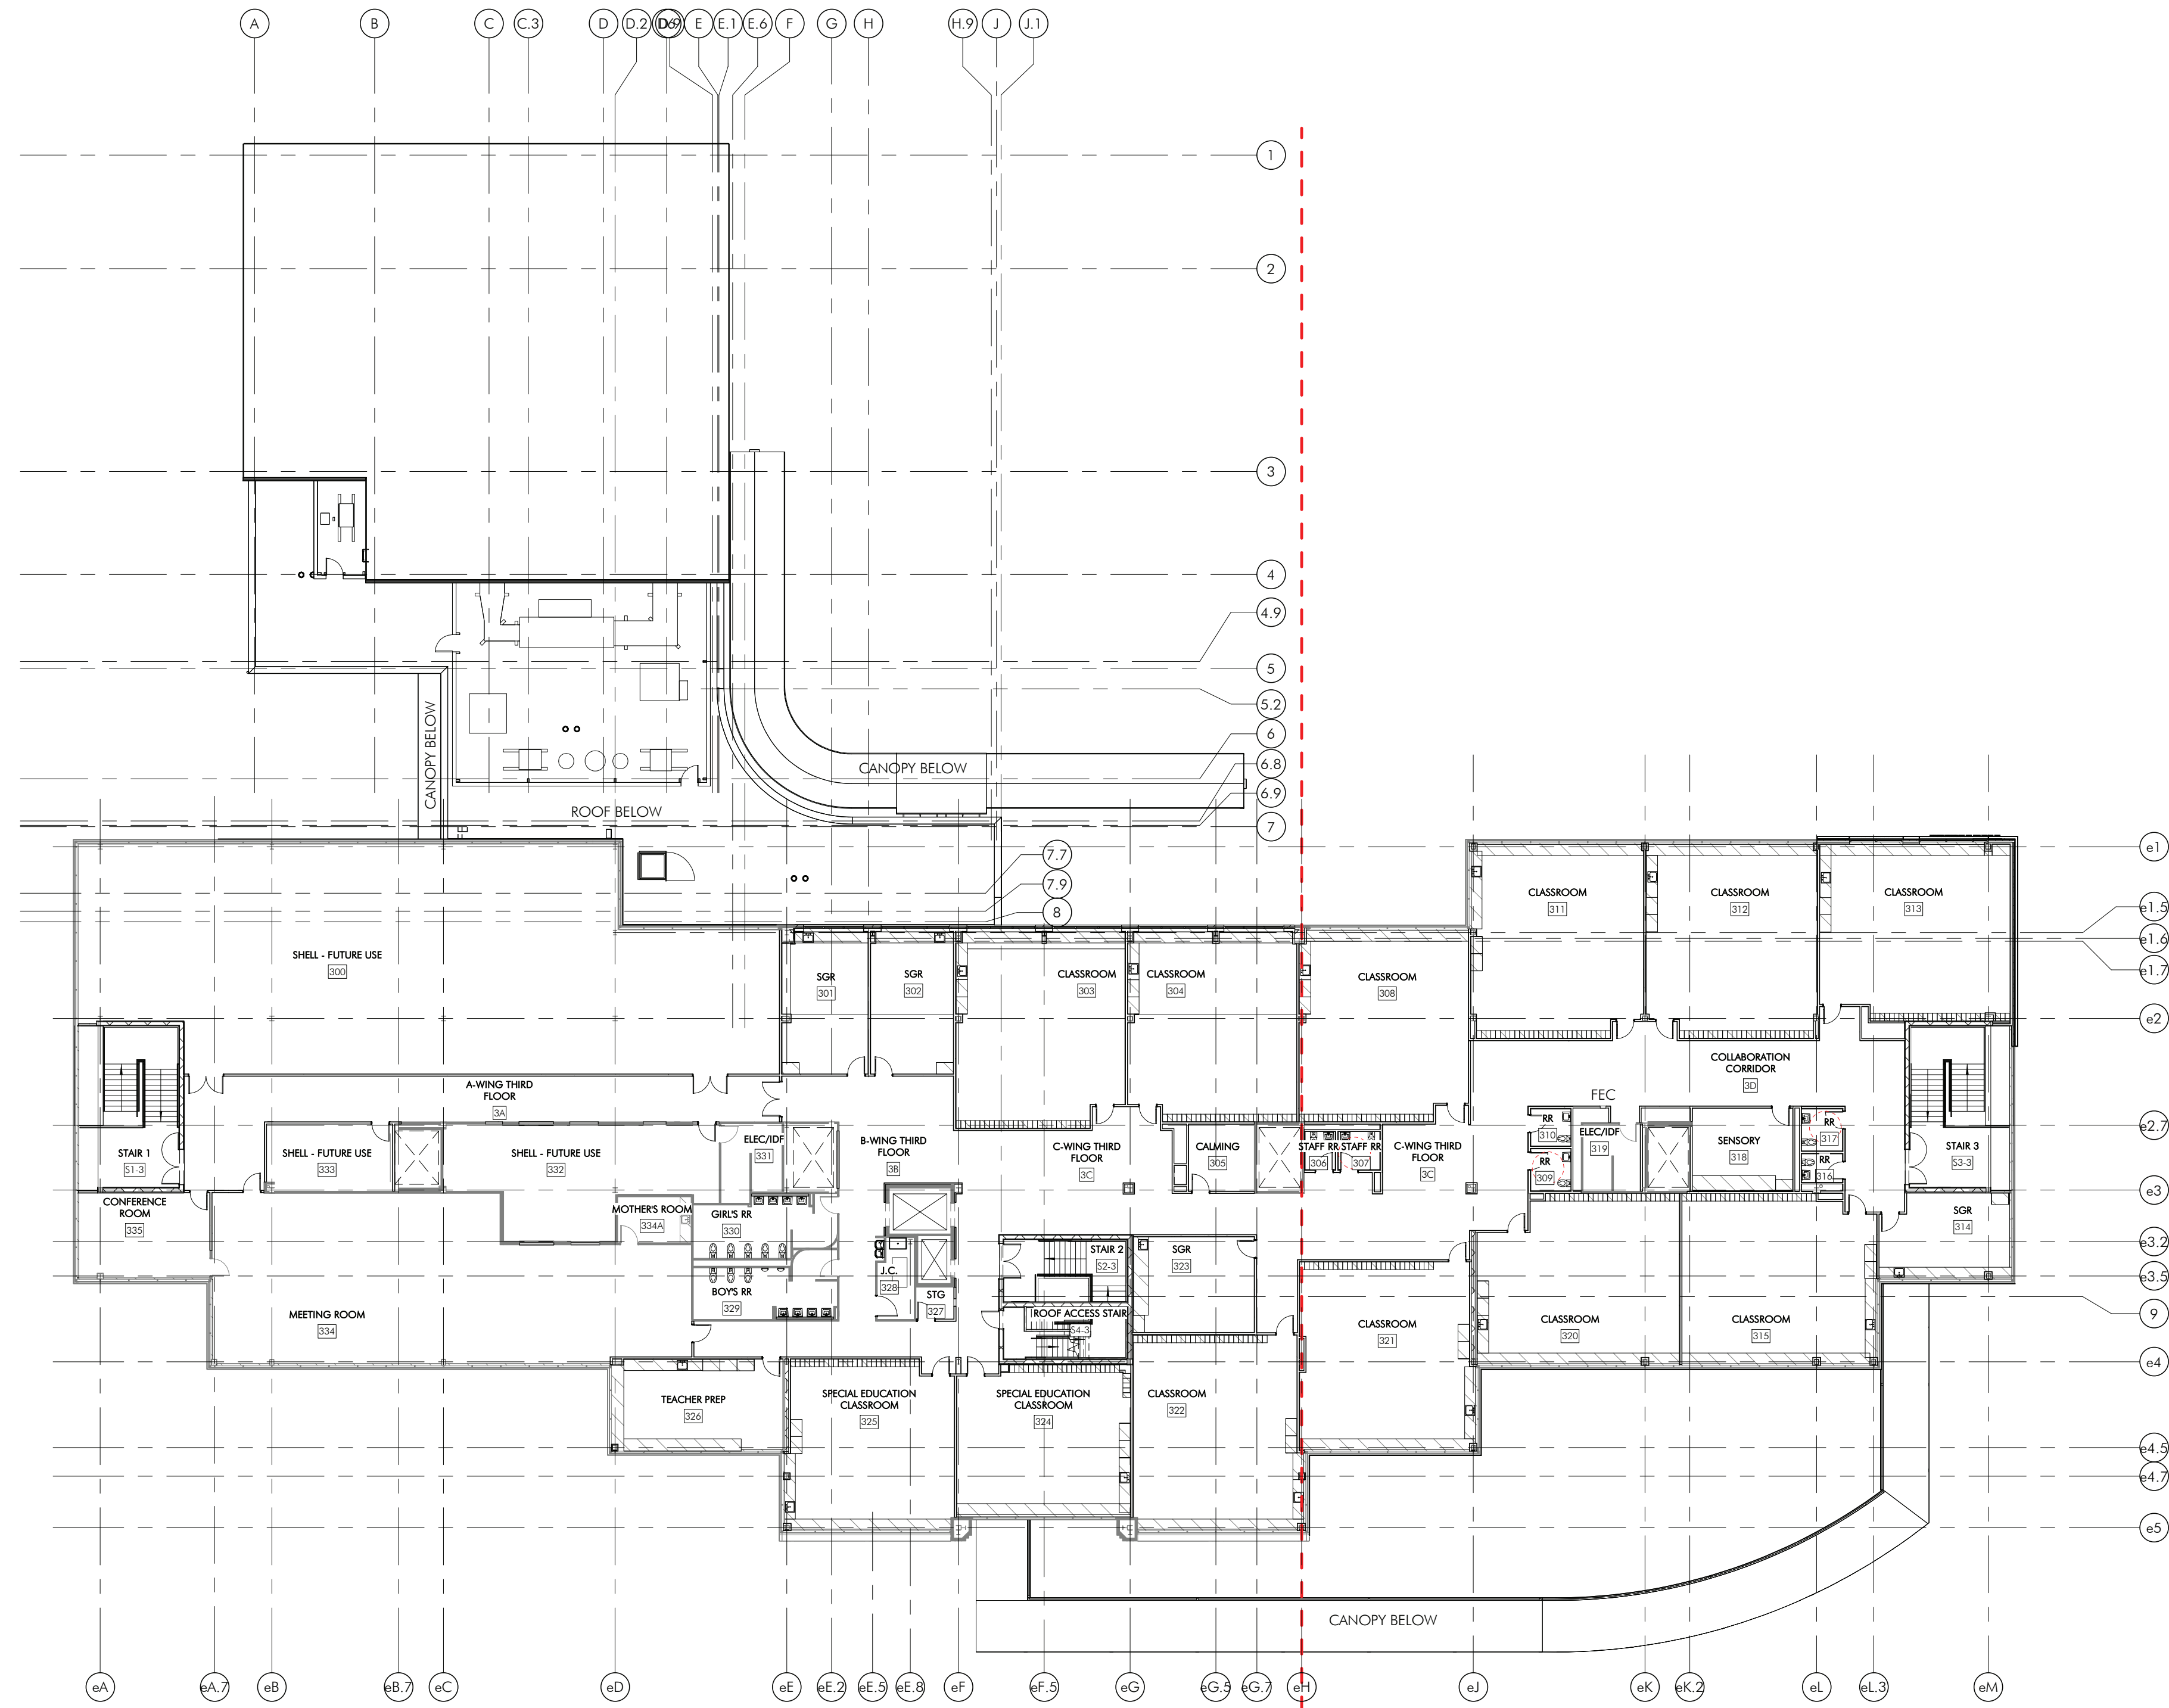 A
B
C
C.3
D
D.2
E
E.1
E.6
F
G
H
H.9
J
J.1
1
2
3
4
4.9
5
5.2
6
6.8
6.9
7
7.7
7.9
8
CANOPY BELOW
CANOPY BELOW
ROOF BELOW
e1
e1.5
e1.6
e1.7
e2
e2.7
e3
e3.2
e3.5
9
e4
e4.5
e4.7
e5
CLASSROOM
311
CLASSROOM
312
CLASSROOM
313
SHELL - FUTURE USE
300
SGR
301
SGR
302
CLASSROOM
303
CLASSROOM
304
CLASSROOM
308
COLLABORATION
CORRIDOR
3D
FEC
A-WING THIRD
FLOOR
3A
STAIR 1
S1-3
SHELL - FUTURE USE
333
SHELL - FUTURE USE
332
ELEC/IDF
331
B-WING THIRD
FLOOR
3B
C-WING THIRD
FLOOR
3C
CALMING
305
STAFF RR
306
STAFF RR
307
C-WING THIRD
FLOOR
3C
RR
310
RR
309
ELEC/IDF
319
SENSORY
318
RR
317
RR
316
STAIR 3
S3-3
CONFERENCE
ROOM
335
MOTHER'S ROOM
334A
GIRL'S RR
330
SGR
314
MEETING ROOM
334
BOY'S RR
329
J.C.
328
STG
327
STAIR 2
S2-3
SGR
323
ROOF ACCESS STAIR
S4-3
CLASSROOM
321
CLASSROOM
320
CLASSROOM
315
TEACHER PREP
326
SPECIAL EDUCATION
CLASSROOM
325
SPECIAL EDUCATION
CLASSROOM
324
CLASSROOM
322
CANOPY BELOW
eA
eA.7
eB
eB.7
eC
eD
eE
eE.2
eE.5
eE.8
eF
eF.5
eG
eG.5
eG.7
eH
eJ
eK
eK.2
eL
eL.3
eM